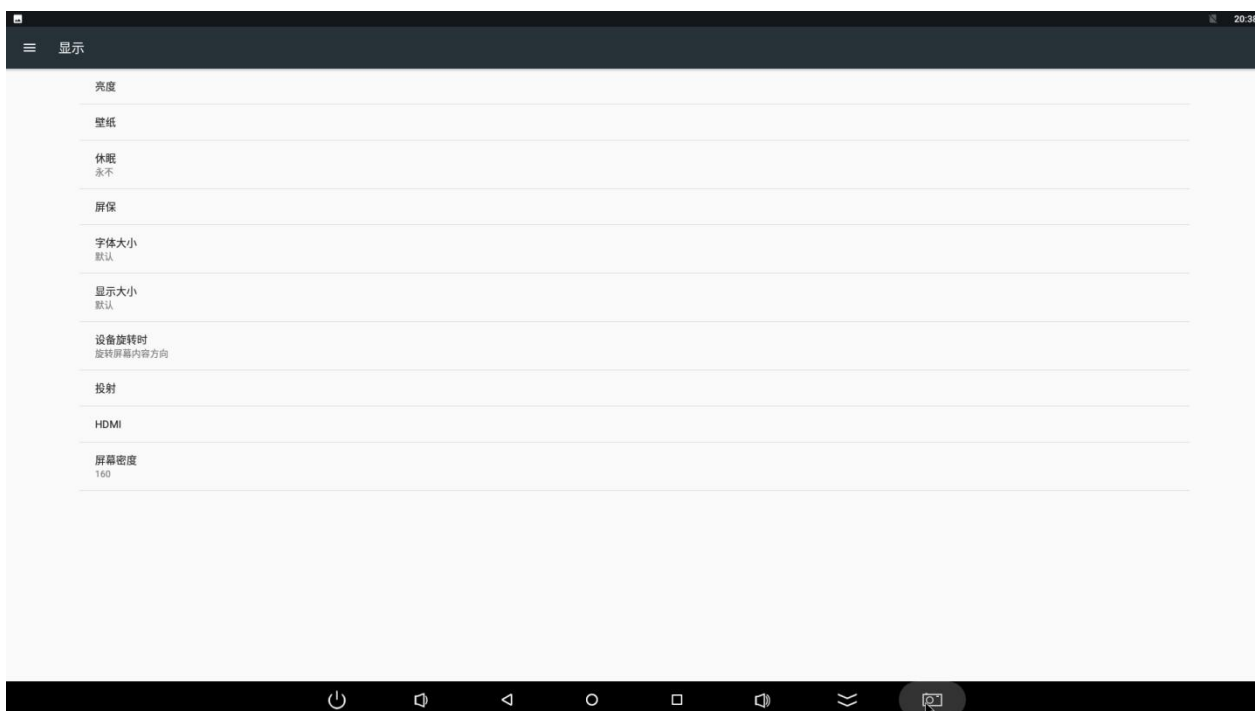 20:38
显示
亮度
壁纸
休眠
永不
屏保
字体大小
默认
显示大小
默认
设备旋转时
旋转屏幕内容方向
投射
HDMI
屏幕密度
160